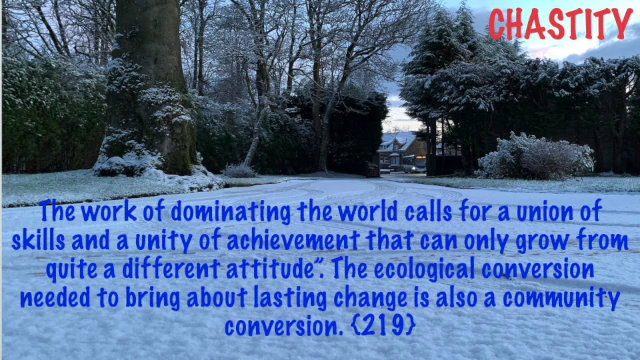 CHASTITY
The work of dominating the world calls for a union of
skills and a unity of achievement that can only grow from
quite a different attitude”. The ecological conversion
needed to bring about lasting change is also a community
conversion. {219}